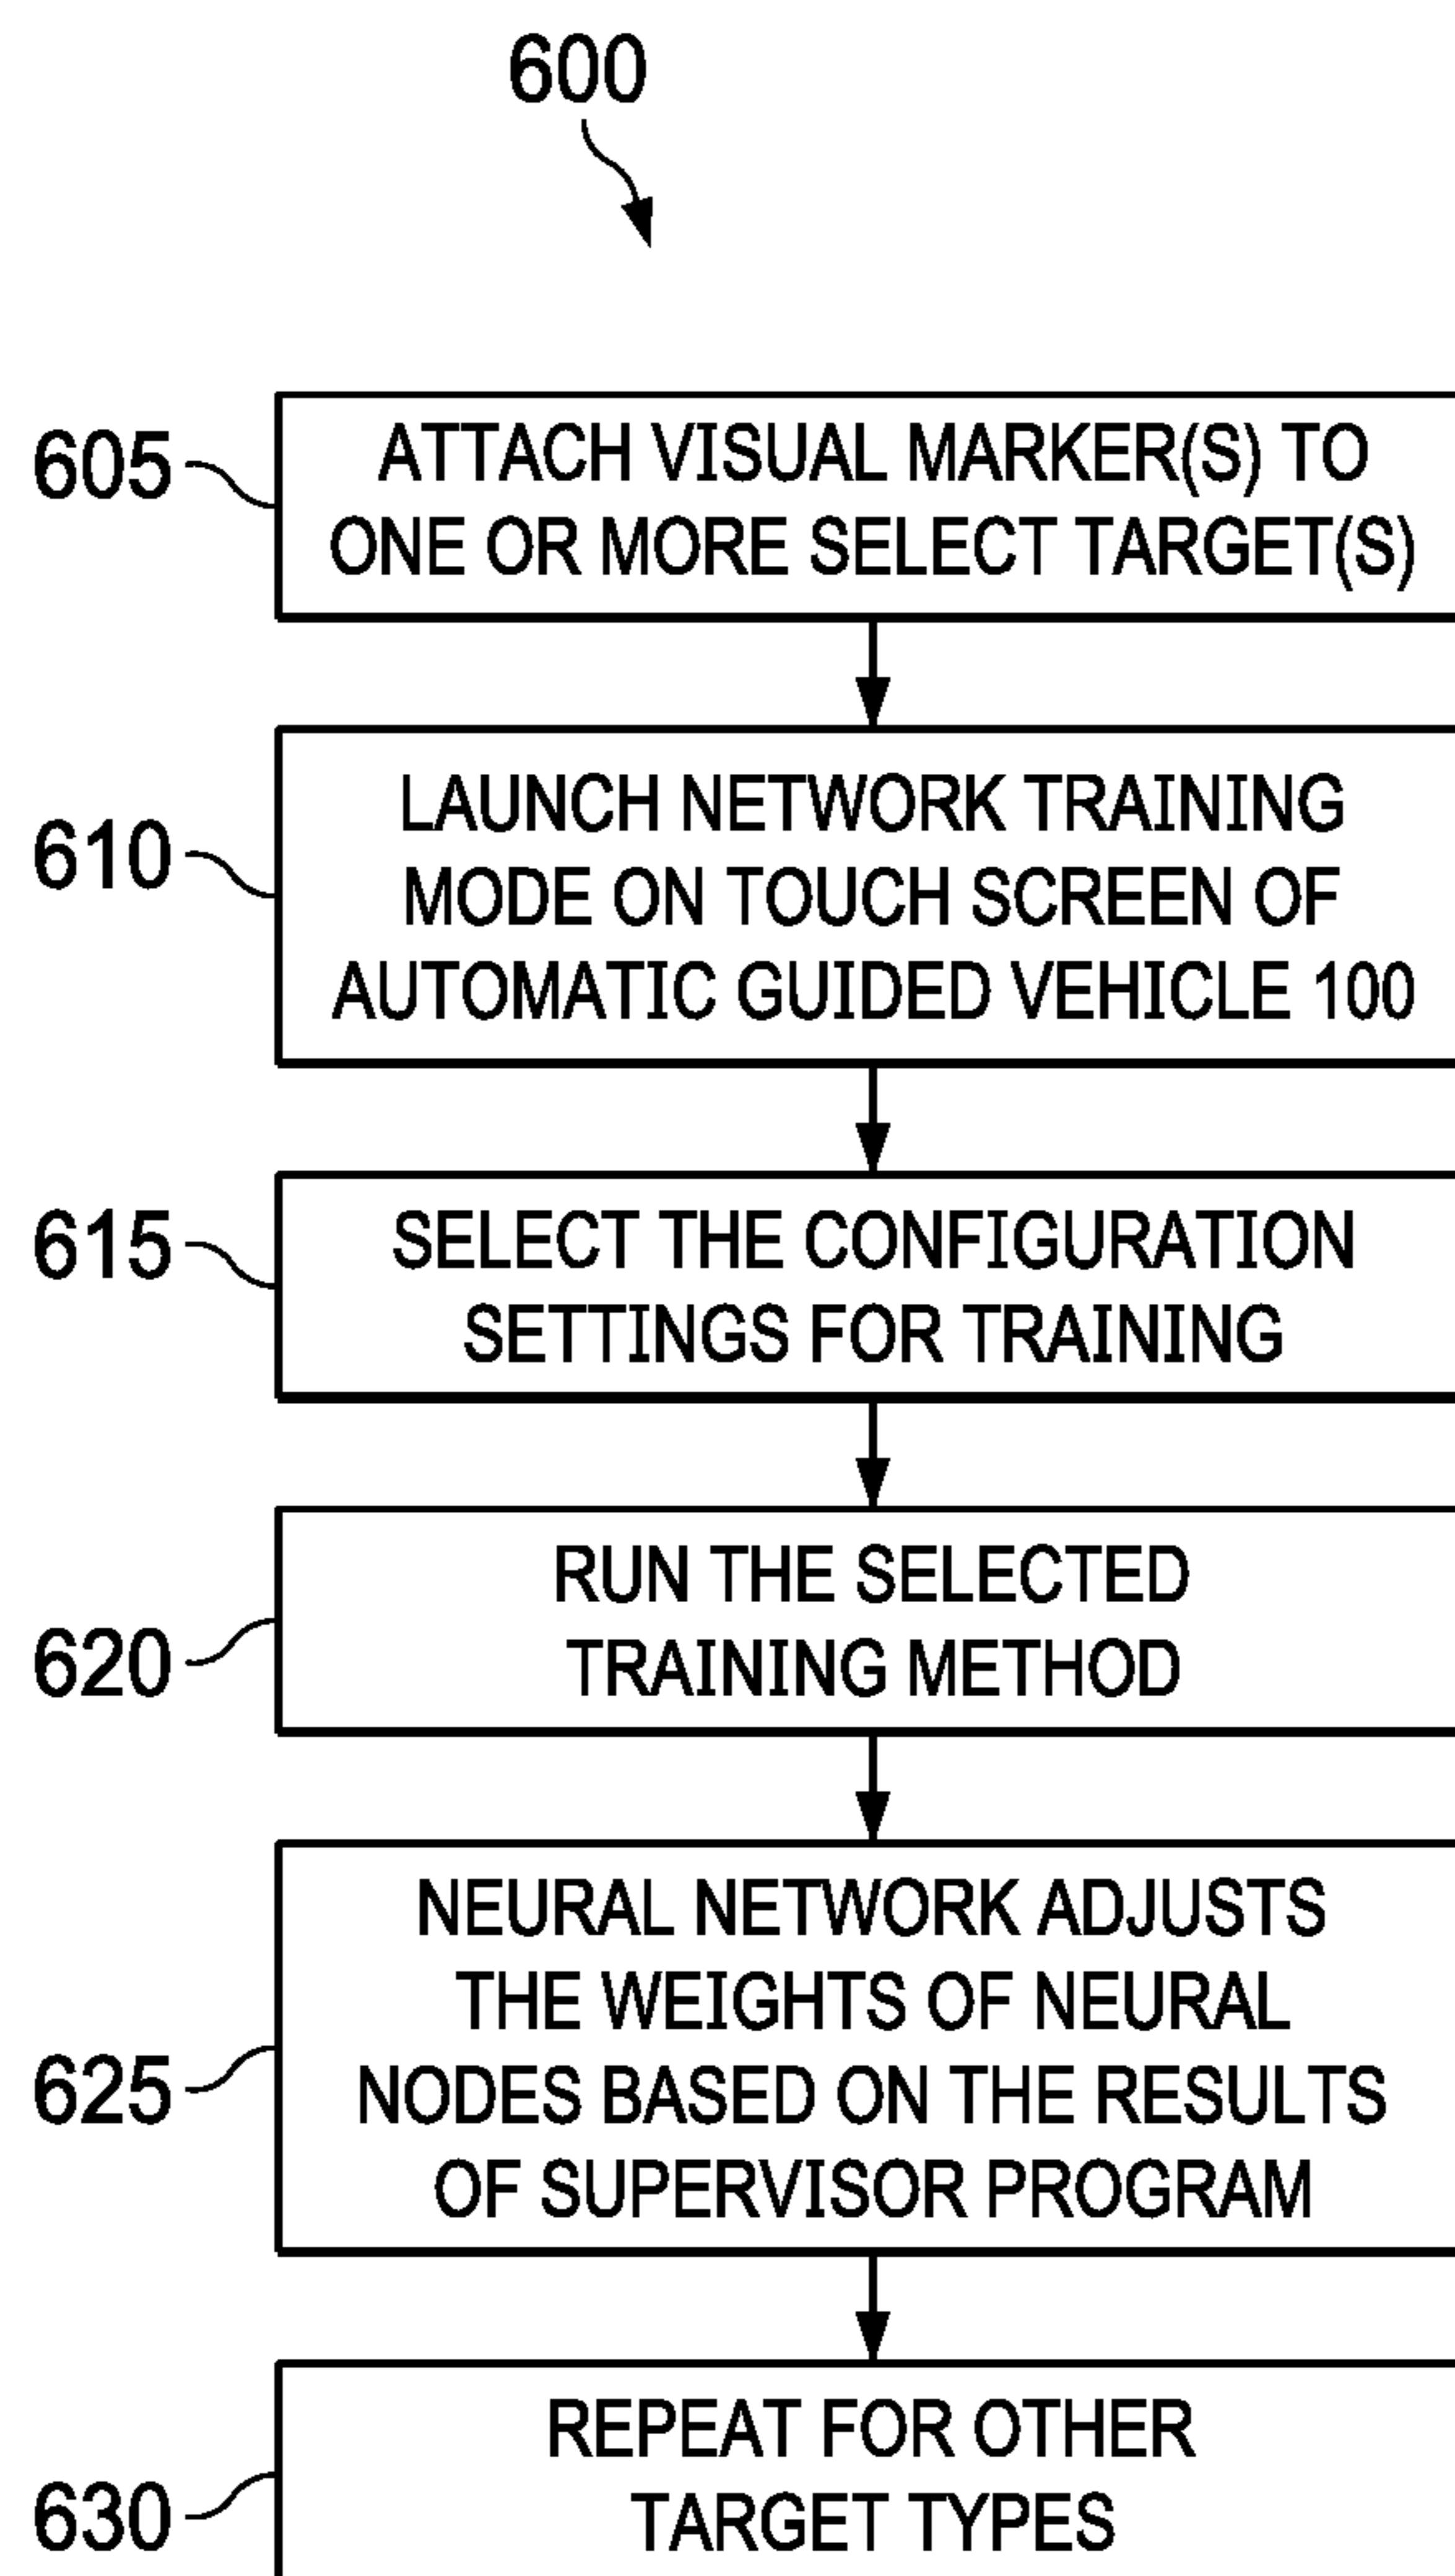 600
605
ATTACH VISUAL MARKER(S) TO
ONE OR MORE SELECT TARGET(S)
610
LAUNCH NETWORK TRAINING
MODE ON TOUCH SCREEN OF
AUTOMATIC GUIDED VEHICLE 100
615
SELECT THE CONFIGURATION
SETTINGS FOR TRAINING
620
RUN THE SELECTED
TRAINING METHOD
625
NEURAL NETWORK ADJUSTS
THE WEIGHTS OF NEURAL
NODES BASED ON THE RESULTS
OF SUPERVISOR PROGRAM
630
REPEAT FOR OTHER
TARGET TYPES